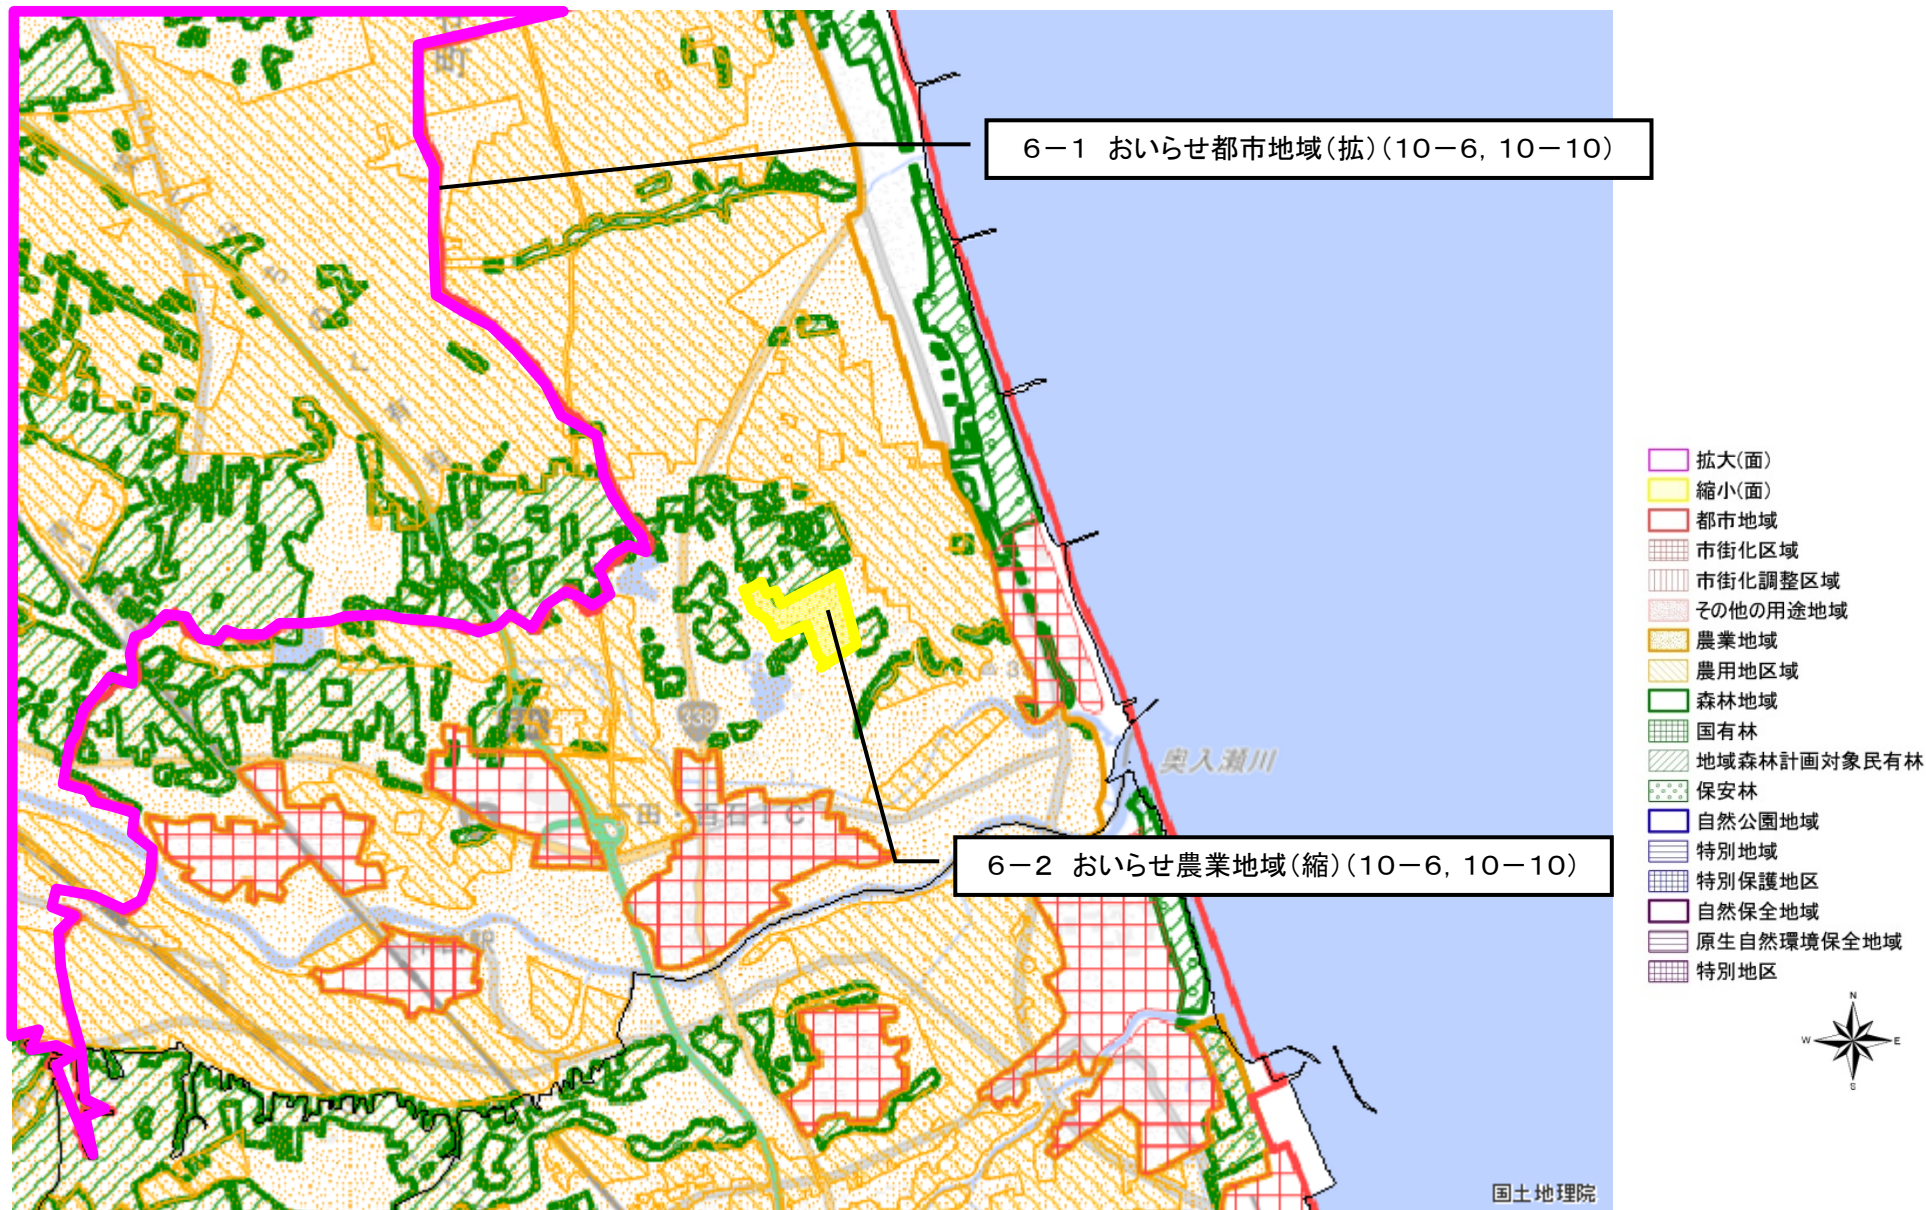 町
6-1 おいらせ都市地域(拡)(10-6, 10-10)
338
奥入瀬川
下田・百石IC
6-2 おいらせ農業地域(縮)(10-6, 10-10)
拡大(面)
縮小(面)
都市地域
市街化区域
市街化調整区域
その他の用途地域
農業地域
農用地区域
森林地域
国有林
地域森林計画対象民有林
保安林
自然公園地域
特別地域
特別保護地区
自然保全地域
原生自然環境保全地域
特別地区
N
W
E
S
国土地理院